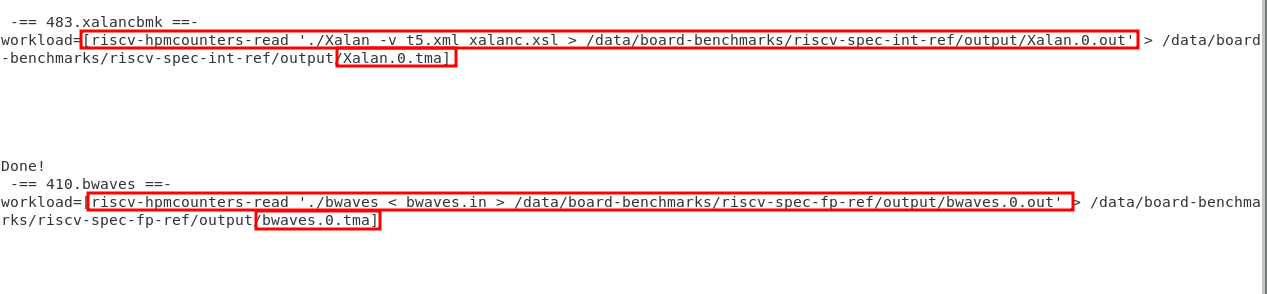 -== 483.xalancbmk ==-
workload=[riscv-hpmcounters-read './Xalan -v t5.xml xalanc.xsl > /data/board-benchmarks/riscv-spec-int-ref/output/Xalan.0.out' > /data/board
-benchmarks/riscv-spec-int-ref/output/Xalan.0.tma]
Done!
-== 410.bwaves ==-
workload=[riscv-hpmcounters-read './bwaves < bwaves.in > /data/board-benchmarks/riscv-spec-fp-ref/output/bwaves.0.out' > /data/board-benchma
rks/riscv-spec-fp-ref/output/bwaves.0.tma]